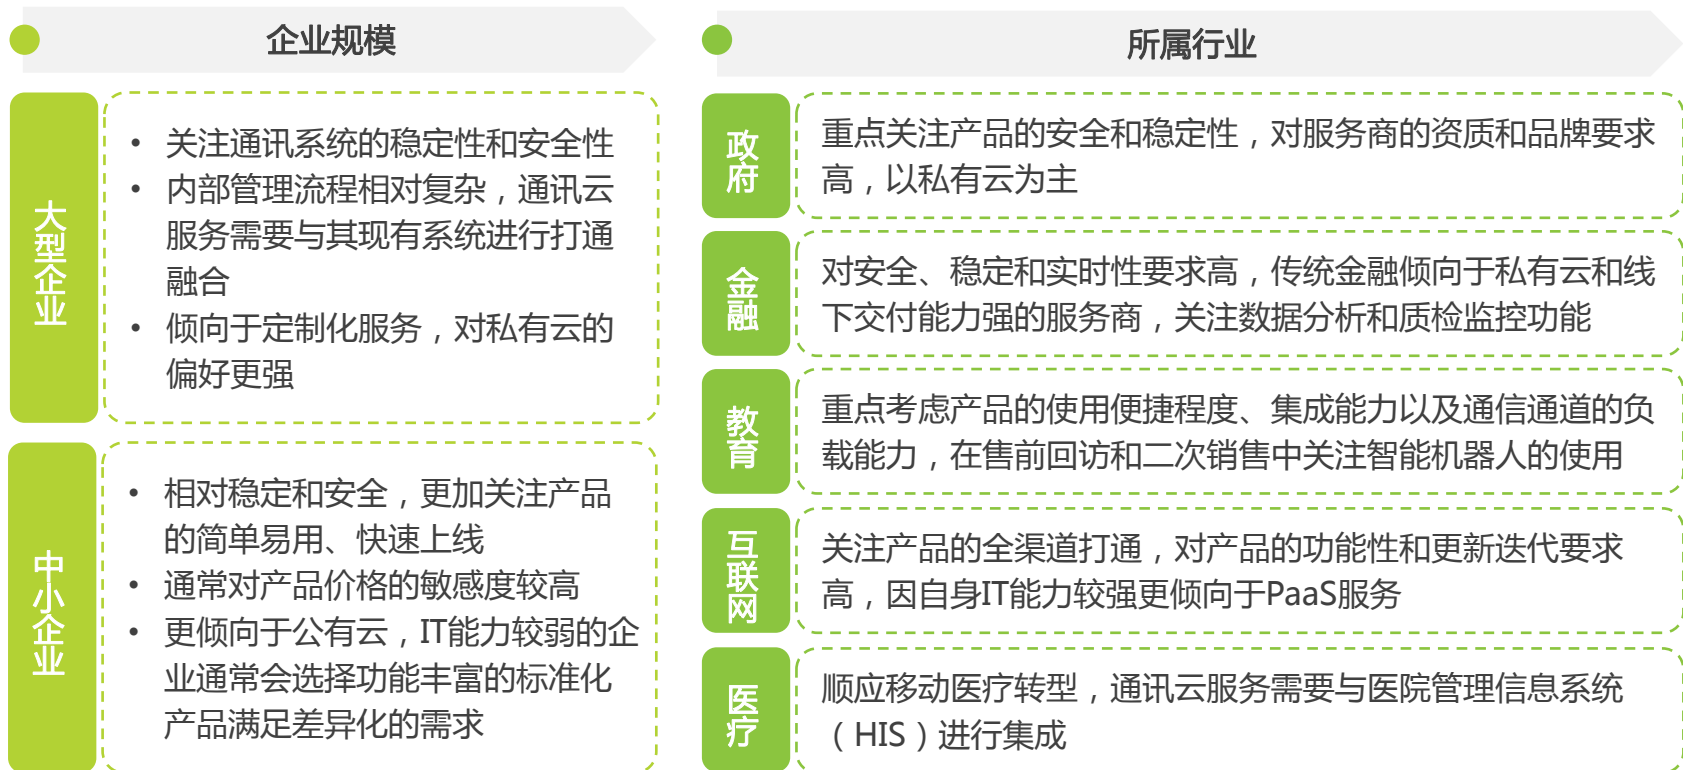 企业规模
大型企业
• 关注通讯系统的稳定性和安全性
• 内部管理流程相对复杂，通讯云
服务需要与其现有系统进行打通
融合
• 倾向于定制化服务，对私有云的
偏好更强
中小企业
• 相对稳定和安全，更加关注产品
的简单易用、快速上线
• 通常对产品价格的敏感度较高
• 更倾向于公有云，IT能力较弱的企
业通常会选择功能丰富的标准化
产品满足差异化的需求
所属行业
政府
重点关注产品的安全和稳定性，对服务商的资质和品牌要求
高，以私有云为主
金融
对安全、稳定和实时性要求高，传统金融倾向于私有云和线
下交付能力强的服务商，关注数据分析和质检监控功能
教育
重点考虑产品的使用便捷程度、集成能力以及通信通道的负
载能力，在售前回访和二次销售中关注智能机器人的使用
互联网
关注产品的全渠道打通，对产品的功能性和更新迭代要求
高，因自身IT能力较强更倾向于PaaS服务
医疗
顺应移动医疗转型，通讯云服务需要与医院管理信息系统
（HIS）进行集成